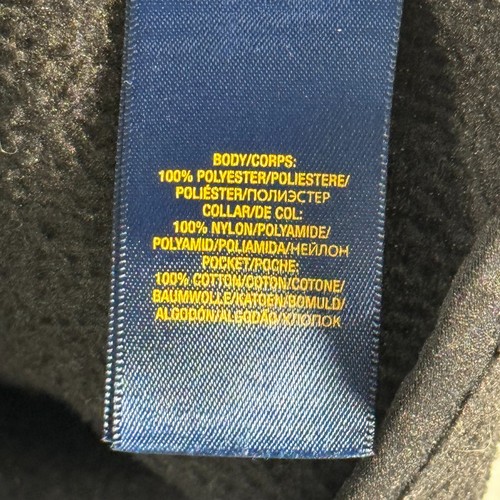 BODY/CORPS:
100% POLYESTER/POLIESTERE/
POLIÉSTER/ПОЛИЭСТЕР
COLLAR/DE COL:
100% NYLON/POLYAMIDE/
POLYAMID/POLIAMIDA/НЕЙЛОН
POCKET/POCHE:
100% COTTON/COTON/COTONE/
BAUMWOLLE/KATOEN/BOMULD/
ALGODÓN/ALGODÃO/ХЛОПОК